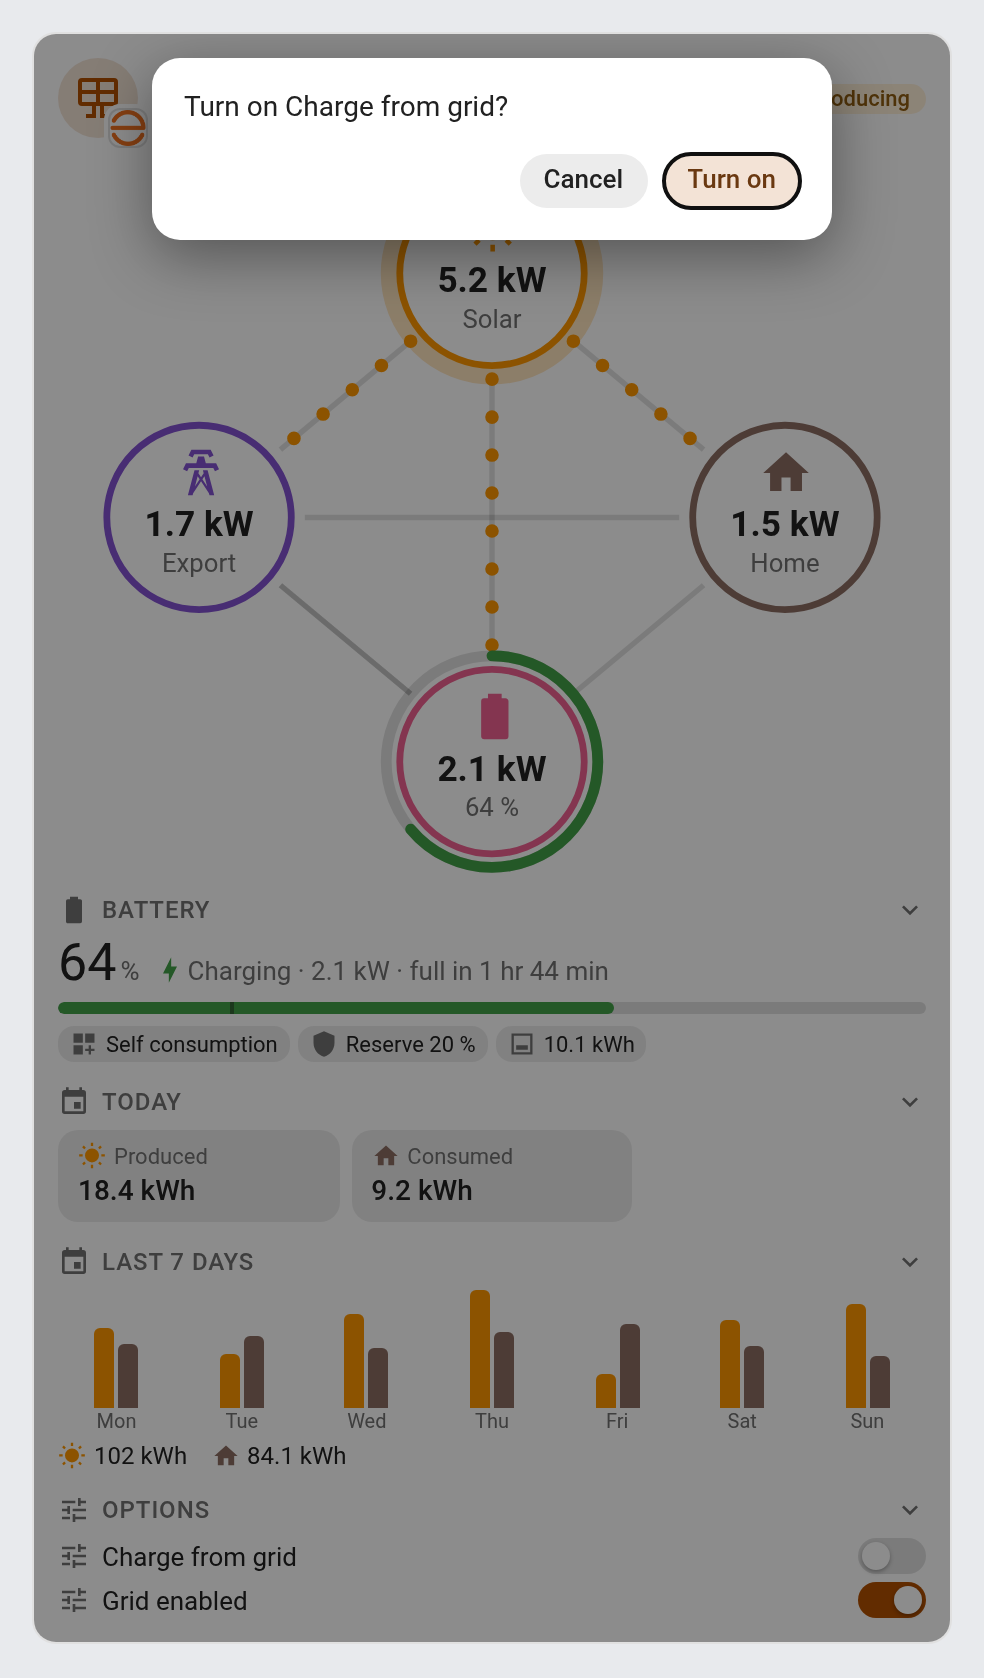 Turn on Charge from grid?
Cancel
Turn on
oducing
5.2 kW
Solar
1.7 kW
Export
1.5 kW
Home
2.1 kW
64 %
BATTERY
64 % Charging · 2.1 kW · full in 1 hr 44 min
Self consumption
Reserve 20 %
10.1 kWh
TODAY
Produced
18.4 kWh
Consumed
9.2 kWh
LAST 7 DAYS
Mon Tue Wed Thu Fri Sat Sun
102 kWh 84.1 kWh
OPTIONS
Charge from grid
Grid enabled